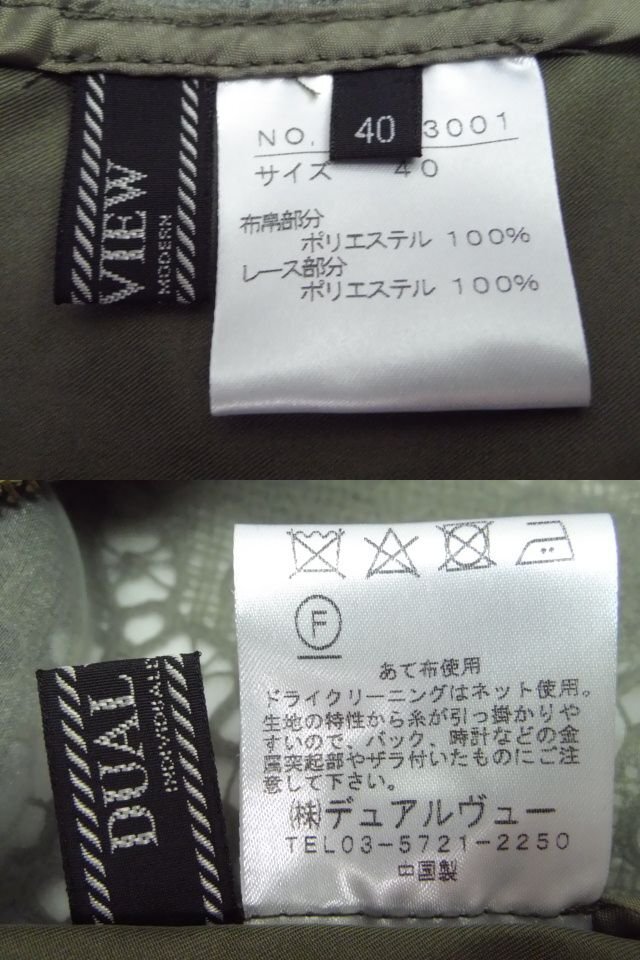 VIEW
MODERN
NO. 3001
40
サイズ 40
布帛部分
ポリエステル 100%
レース部分
ポリエステル 100%
DUAL
F
あて布使用
ドライクリーニングはネット使用。
生地の特性から糸が引っ掛かりや
すいので、バック、時計などの金
属突起部やザラ付いたものにご注
意して下さい。
㈱デュアルヴュー
TEL03-5721-2250
中国製